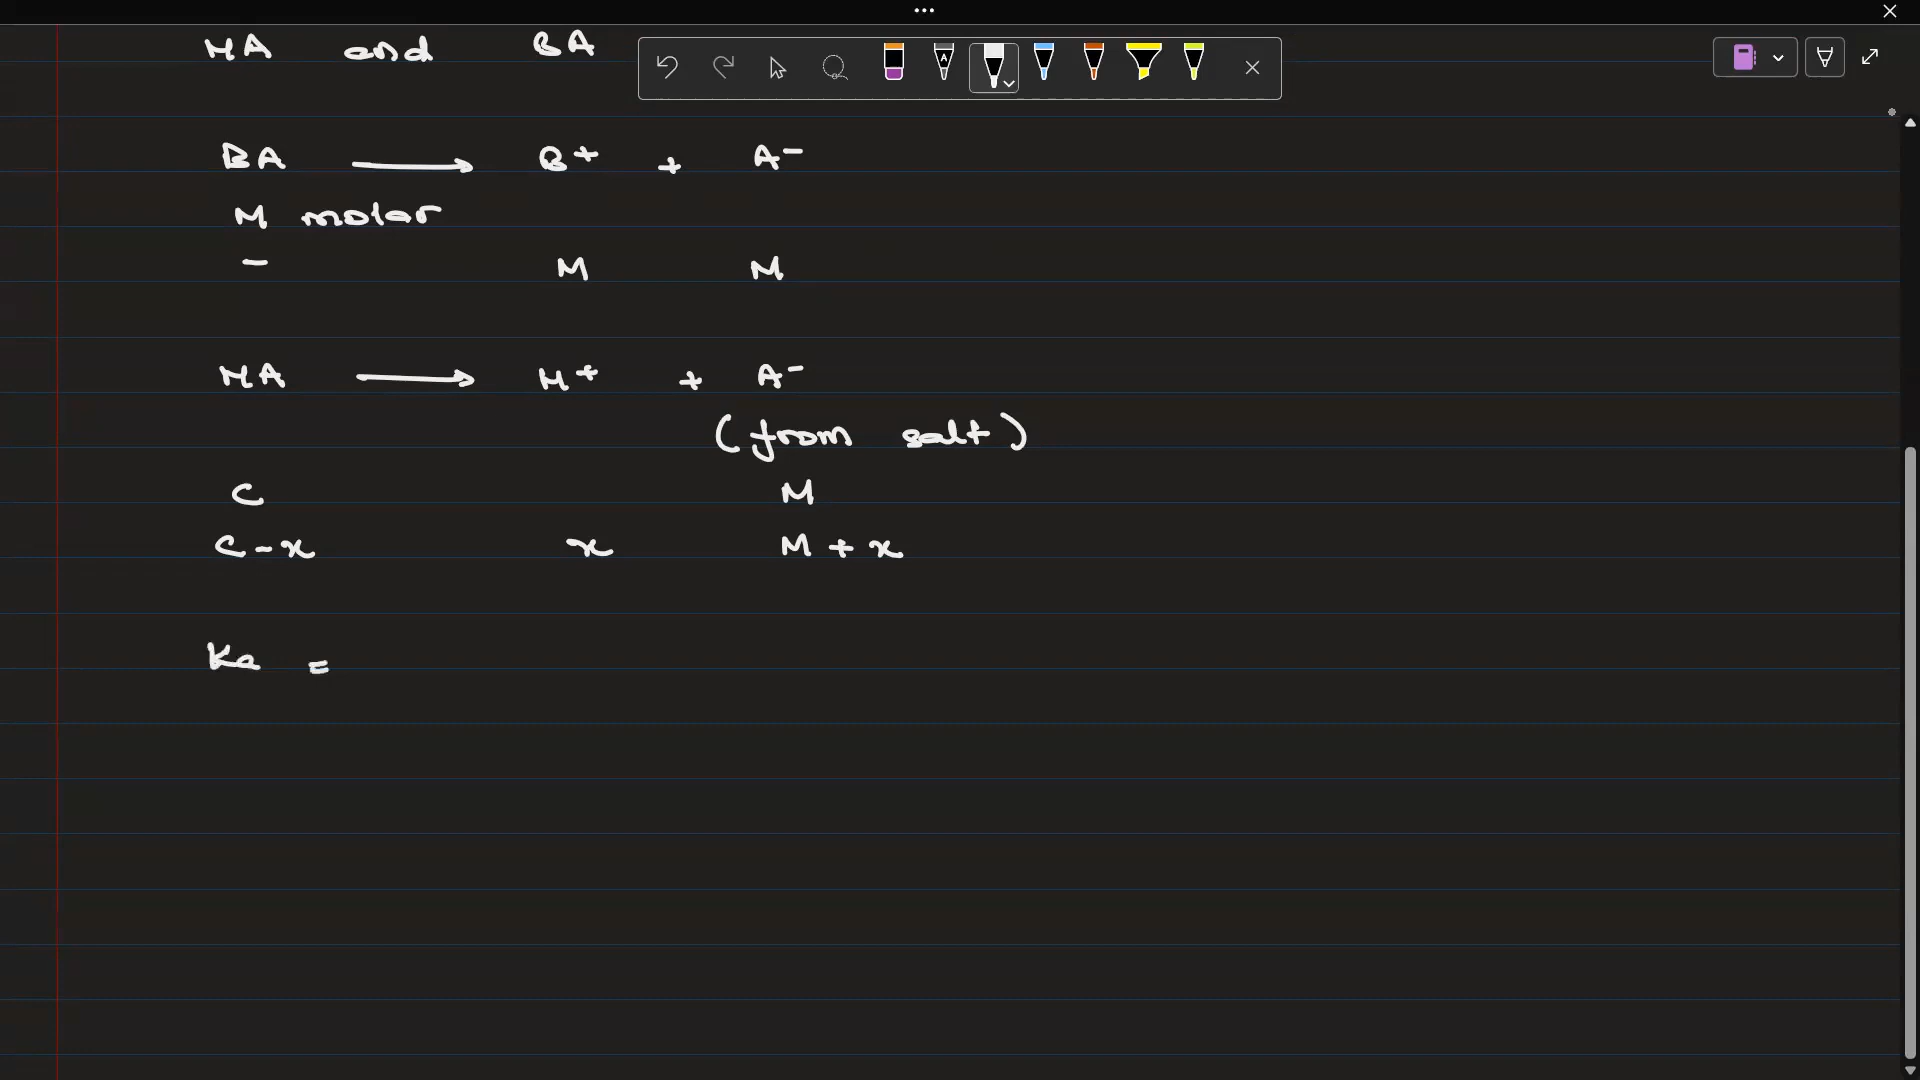 HA and BA
BA ⟶ B+ + A-
M molar
- M M
HA ⟶ H+ + A-
(from salt)
C M
C-x x M+x
Ka =